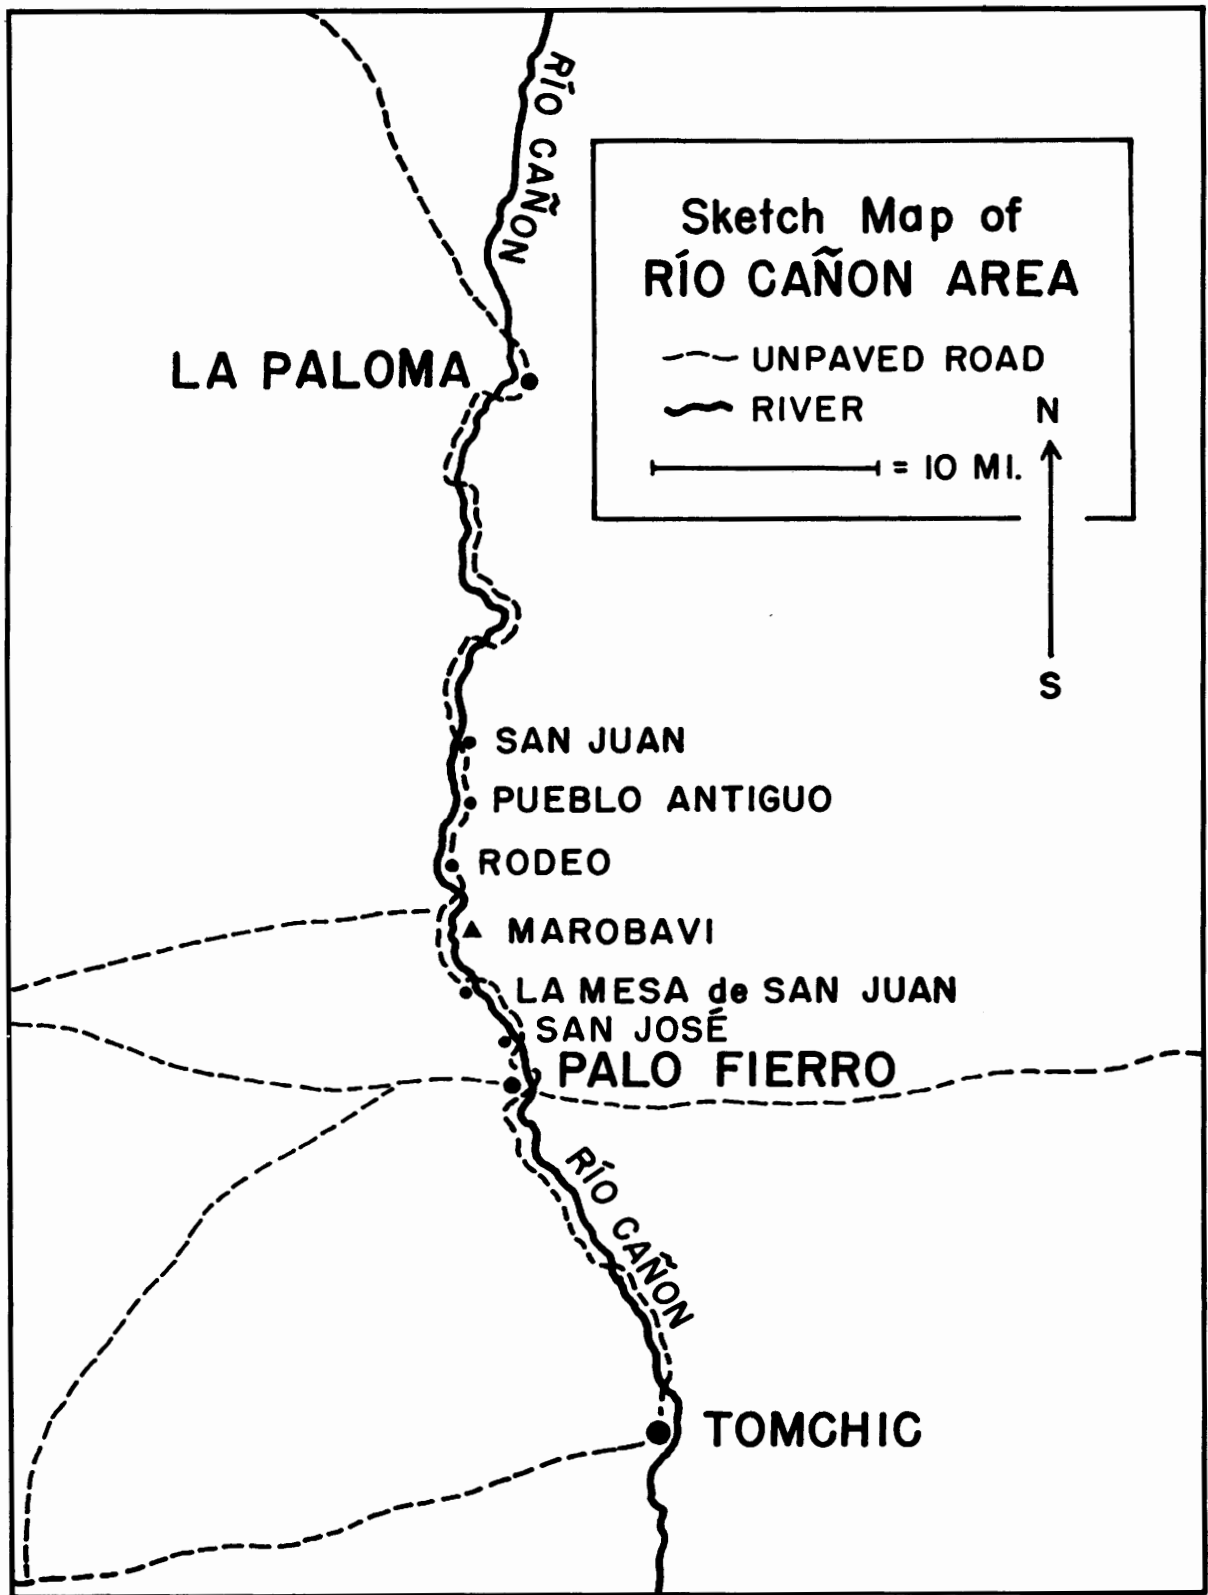 RÍO CAÑON
Sketch Map of
RÍO CAÑON AREA
UNPAVED ROAD
RIVER
N
= 10 MI.
S
LA PALOMA
SAN JUAN
PUEBLO ANTIGUO
RODEO
MAROBAVI
LA MESA de SAN JUAN
SAN JOSÉ
PALO FIERRO
RÍO CAÑON
TOMCHIC